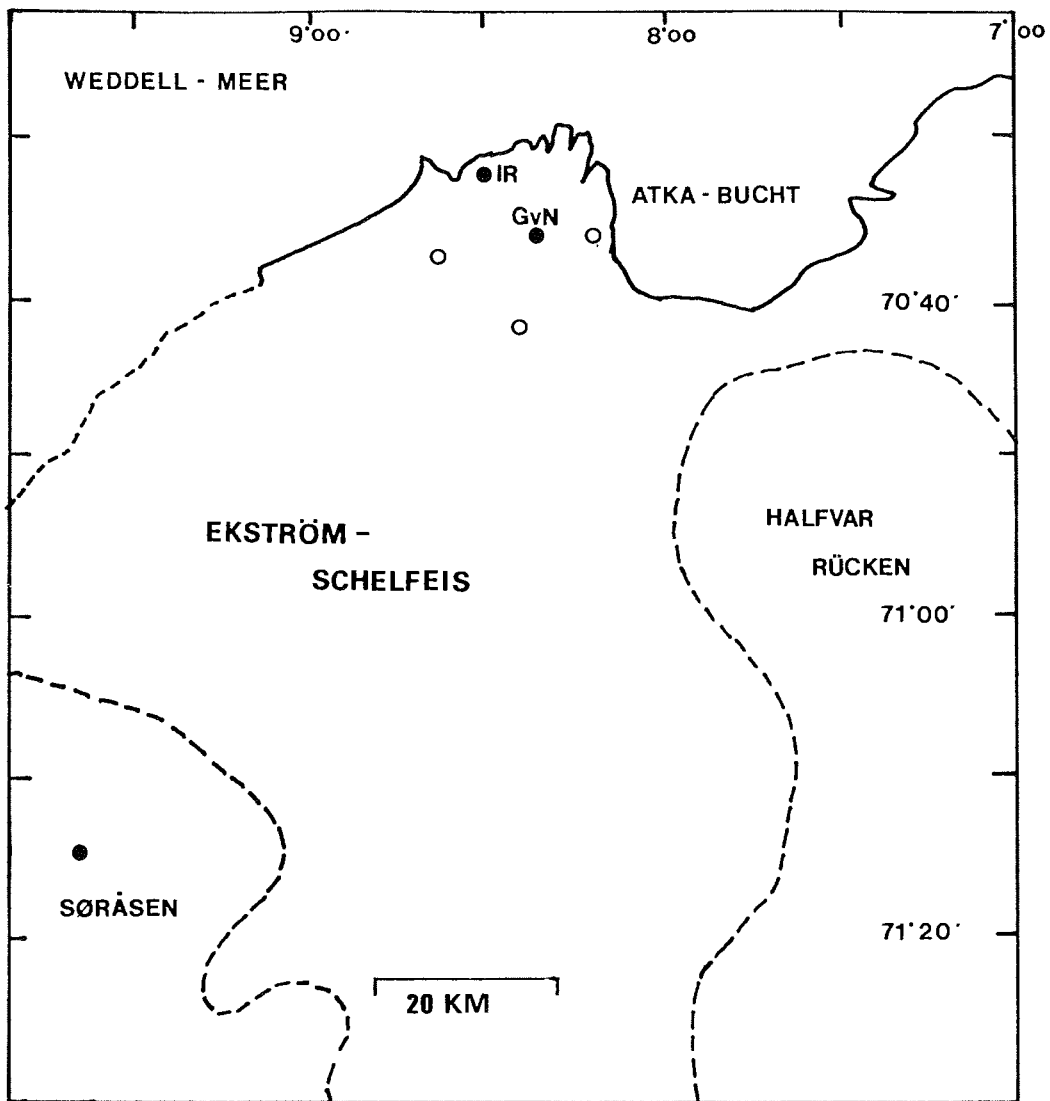 9°00'
8°00
7°00
WEDDELL - MEER
IR
ATKA - BUCHT
GvN
70°40'
EKSTRÖM -
SCHELFEIS
HALFVAR
RÜCKEN
71°00'
SØRÅSEN
71°20'
20 KM